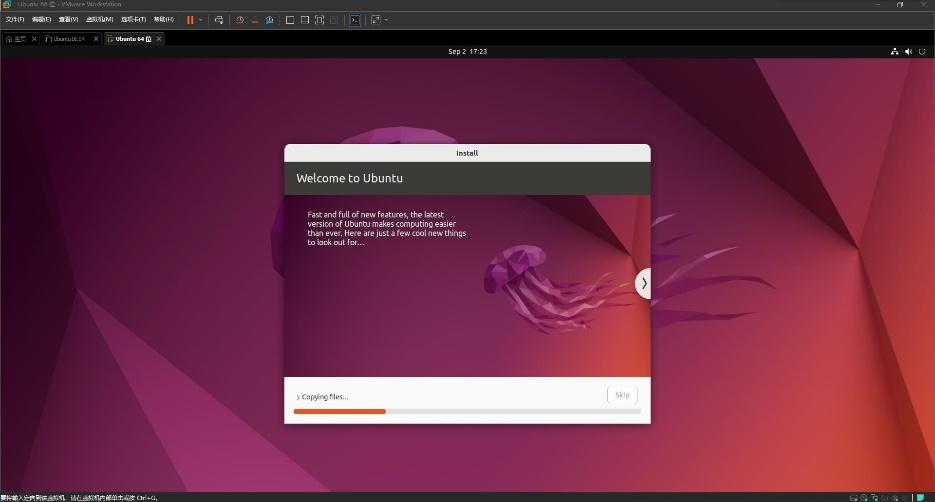 Ubuntu 64 位 - VMware Workstation
文件(F) 编辑(E) 查看(V) 虚拟机(M) 选项卡(T) 帮助(H)
主页 Ubuntu16.04 Ubuntu 64 位
Sep 2 17:23
Install
Welcome to Ubuntu
Fast and full of new features, the latest
version of Ubuntu makes computing easier
than ever. Here are just a few cool new things
to look out for...
Copying files...
Skip
要将输入定向到该虚拟机，请在虚拟机内部单击或按 Ctrl+G。